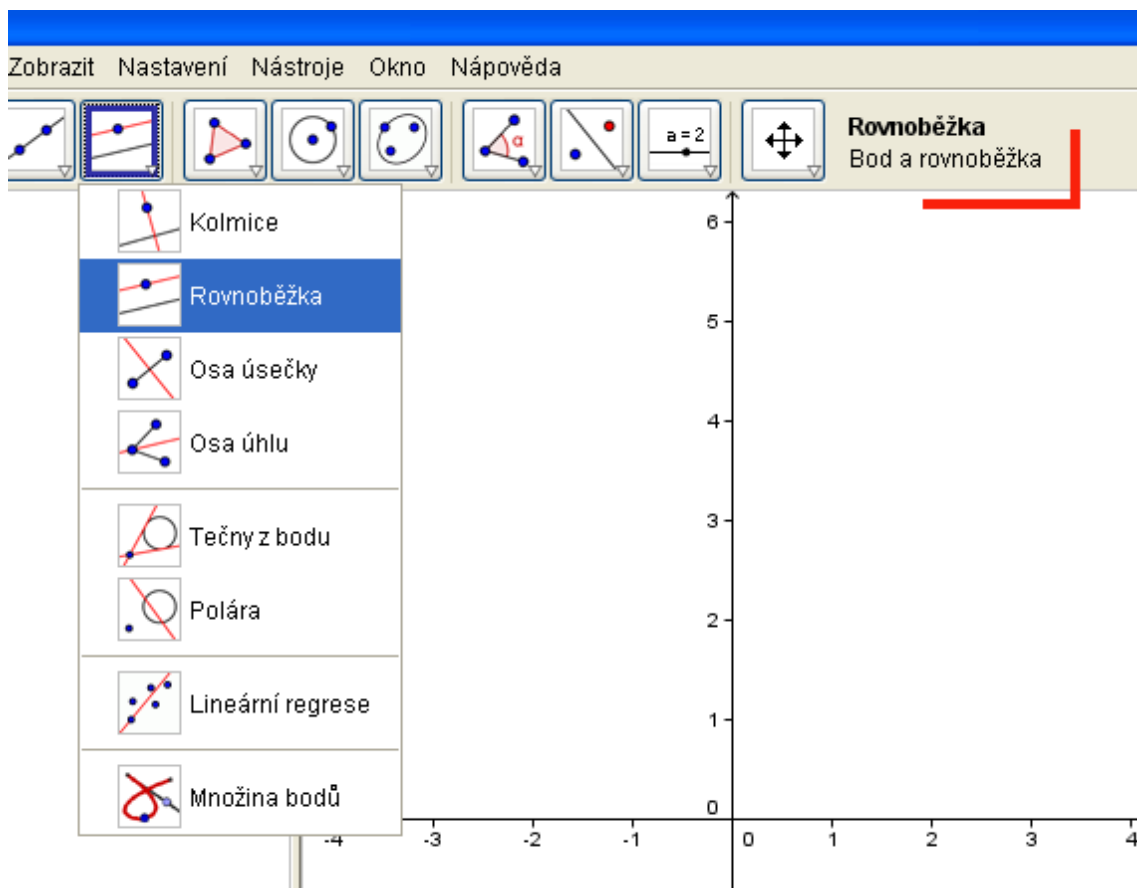 Zobrazit Nastavení Nástroje Okno Nápověda
α
a = 2
Rovnoběžka
Bod a rovnoběžka
Kolmice
Rovnoběžka
Osa úsečky
Osa úhlu
Tečny z bodu
Polára
Lineární regrese
Množina bodů
6
5
4
3
2
1
0
-4 -3 -2 -1 0 1 2 3 4